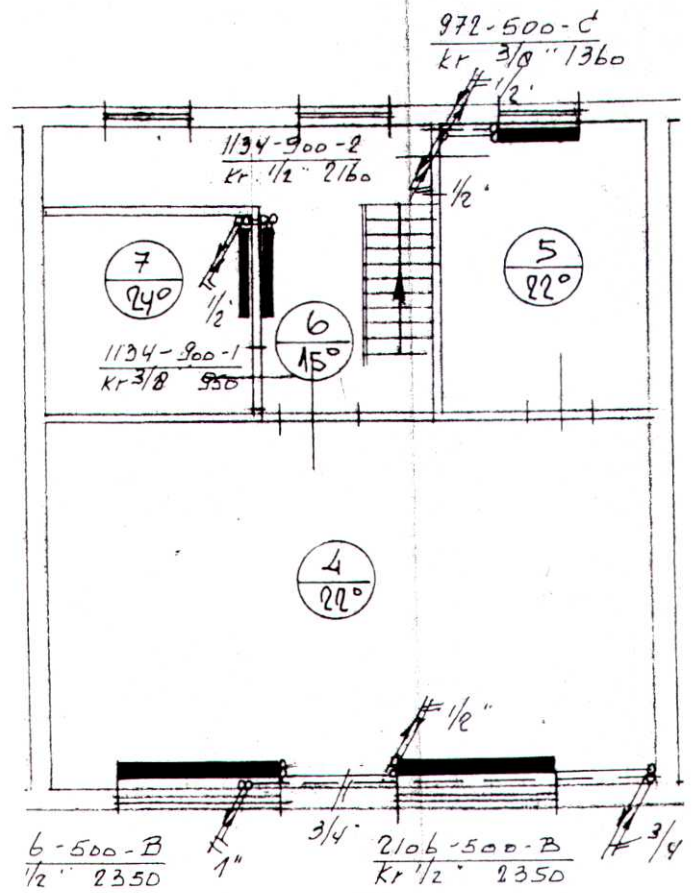 972-500-C
kr 3/8" 1360
1/2"
1134-900-2
kr 1/2" 2160
1/2"
7
24°
5
22°
1/2"
6
15°
1134-900-1
kr 3/8 950
4
22°
1/2"
3/4"
3/4
1"
6-500-B
1/2" 2350
2106-500-B
kr 1/2" 2350